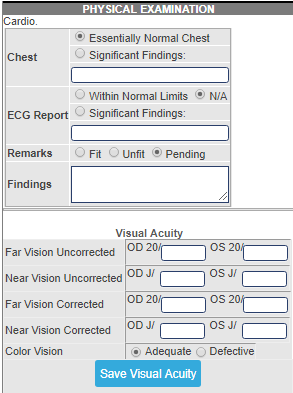 PHYSICAL EXAMINATION
Cardio.
Chest
Essentially Normal Chest
Significant Findings:
ECG Report
Within Normal Limits N/A
Significant Findings:
Remarks Fit Unfit Pending
Findings
Visual Acuity
Far Vision Uncorrected OD 20/ OS 20/
Near Vision Uncorrected OD J/ OS J/
Far Vision Corrected OD 20/ OS 20/
Near Vision Corrected OD J/ OS J/
Color Vision Adequate Defective
Save Visual Acuity